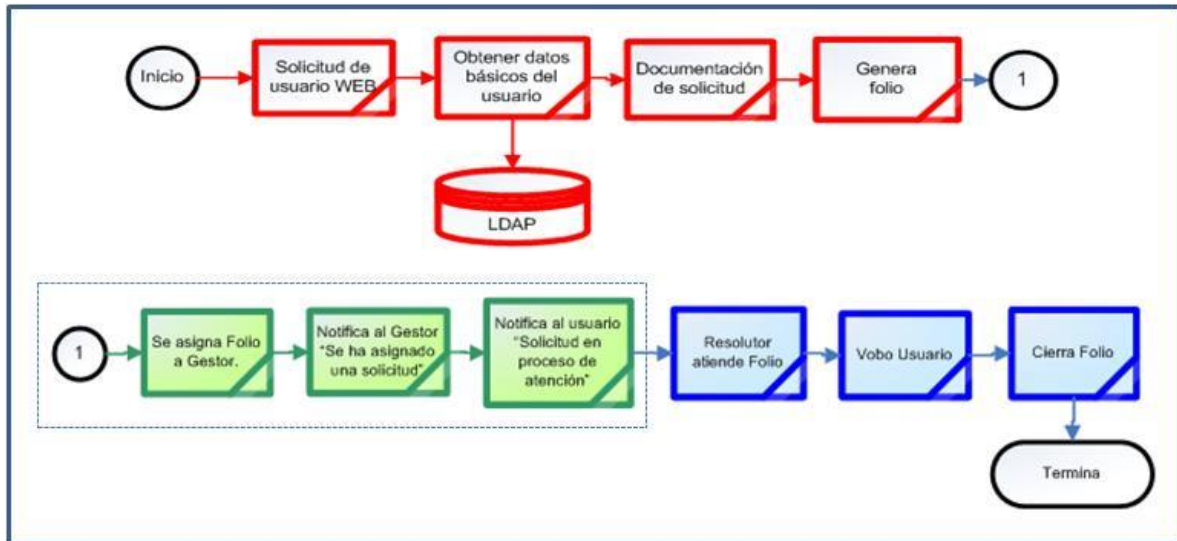 Inicio
Solicitud de
usuario WEB
Obtener datos
básicos del
usuario
Documentación
de solicitud
Genera
folio
1
LDAP
1
Se asigna Folio
a Gestor.
Notifica al Gestor
"Se ha asignado
una solicitud"
Notifica al usuario
"Solicitud en
proceso de
atención"
Resolutor
atiende Folio
Vobo Usuario
Cierra Folio
Termina